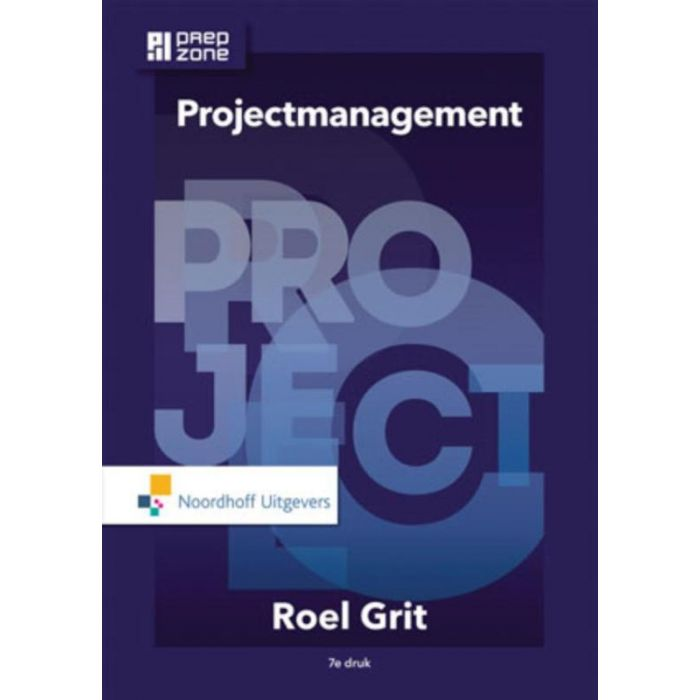 PREP
ZONE
Projectmanagement
PRO
JECT
Noordhoff Uitgevers
Roel Grit
7e druk